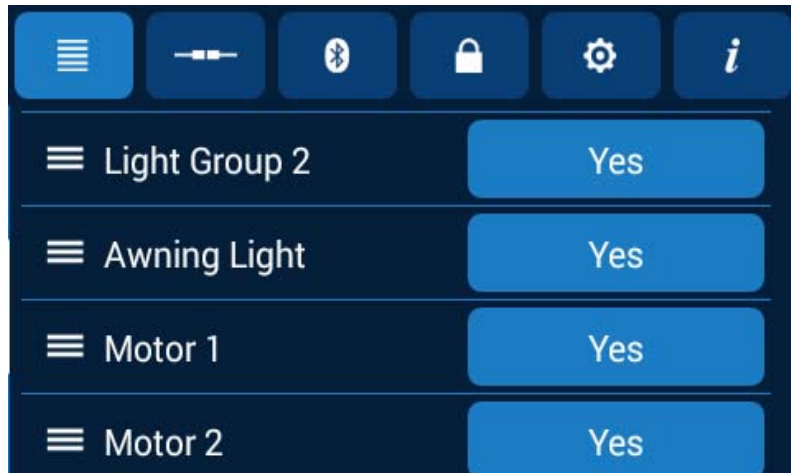 i
Light Group 2 Yes
Awning Light Yes
Motor 1 Yes
Motor 2 Yes